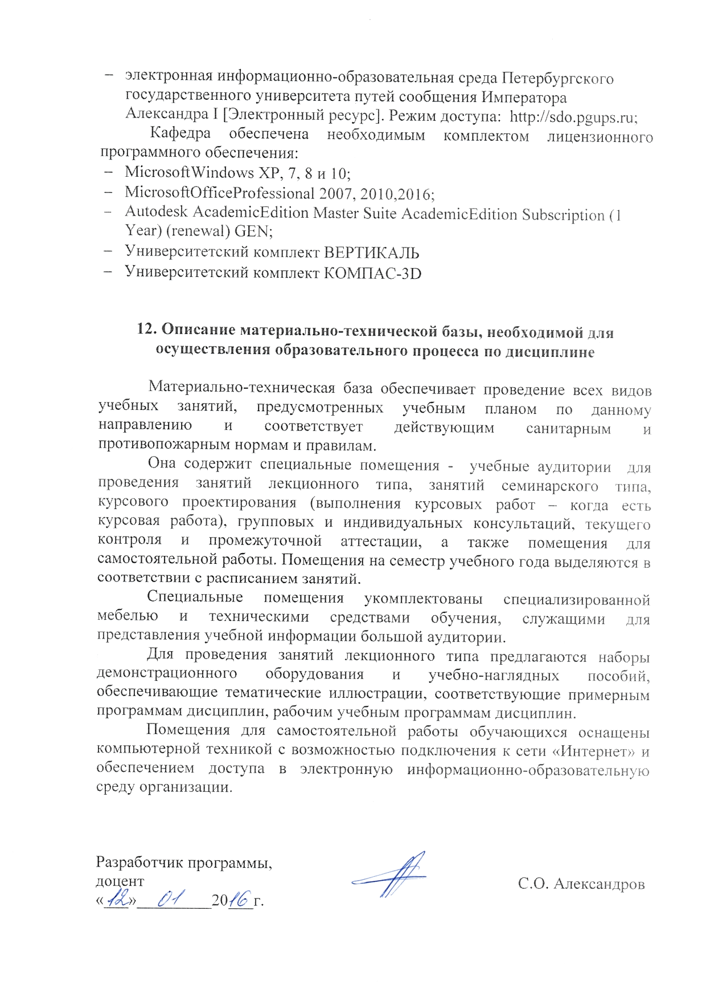 – электронная информационно-образовательная среда Петербургского
государственного университета путей сообщения Императора
Александра I [Электронный ресурс]. Режим доступа: http://sdo.pgups.ru;
Кафедра обеспечена необходимым комплектом лицензионного
программного обеспечения:
– MicrosoftWindows XP, 7, 8 и 10;
– MicrosoftOfficeProfessional 2007, 2010,2016;
– Autodesk AcademicEdition Master Suite AcademicEdition Subscription (1
Year) (renewal) GEN;
– Университетский комплект ВЕРТИКАЛЬ
– Университетский комплект КОМПАС-3D
12. Описание материально-технической базы, необходимой для
осуществления образовательного процесса по дисциплине
Материально-техническая база обеспечивает проведение всех видов
учебных занятий, предусмотренных учебным планом по данному
направлению и соответствует действующим санитарным и
противопожарным нормам и правилам.
Она содержит специальные помещения - учебные аудитории для
проведения занятий лекционного типа, занятий семинарского типа,
курсового проектирования (выполнения курсовых работ – когда есть
курсовая работа), групповых и индивидуальных консультаций, текущего
контроля и промежуточной аттестации, а также помещения для
самостоятельной работы. Помещения на семестр учебного года выделяются в
соответствии с расписанием занятий.
Специальные помещения укомплектованы специализированной
мебелью и техническими средствами обучения, служащими для
представления учебной информации большой аудитории.
Для проведения занятий лекционного типа предлагаются наборы
демонстрационного оборудования и учебно-наглядных пособий,
обеспечивающие тематические иллюстрации, соответствующие примерным
программам дисциплин, рабочим учебным программам дисциплин.
Помещения для самостоятельной работы обучающихся оснащены
компьютерной техникой с возможностью подключения к сети «Интернет» и
обеспечением доступа в электронную информационно-образовательную
среду организации.
Разработчик программы,
доцент С.О. Александров
«12» 01 2016 г.